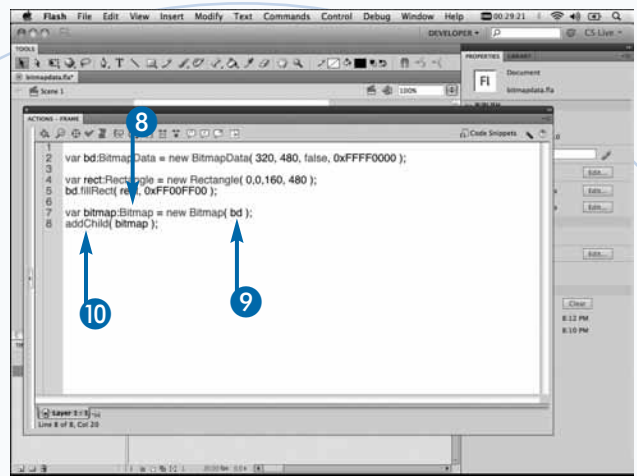 Flash File Edit View Insert Modify Text Commands Control Debug Window Help 00:29:21
DEVELOPER CS Live
TOOLS
PROPERTIES LIBRARY
bitmapdata.fla*
Scene 1 100%
Fl Document
bitmapdata.fla
ACTIONS - FRAME
8
Code Snippets
1
2 var bd:BitmapData = new BitmapData( 320, 480, false, 0xFFFF0000 );
3
4 var rect:Rectangle = new Rectangle( 0,0,160, 480 );
5 bd.fillRect( rect, 0xFF00FF00 );
6
7 var bitmap:Bitmap = new Bitmap( bd );
8 addChild( bitmap );
Edit...
Edit...
Edit...
Edit...
10 9
Clear
8:12 PM
8:10 PM
Layer 1 : 1
Line 8 of 8, Col 20